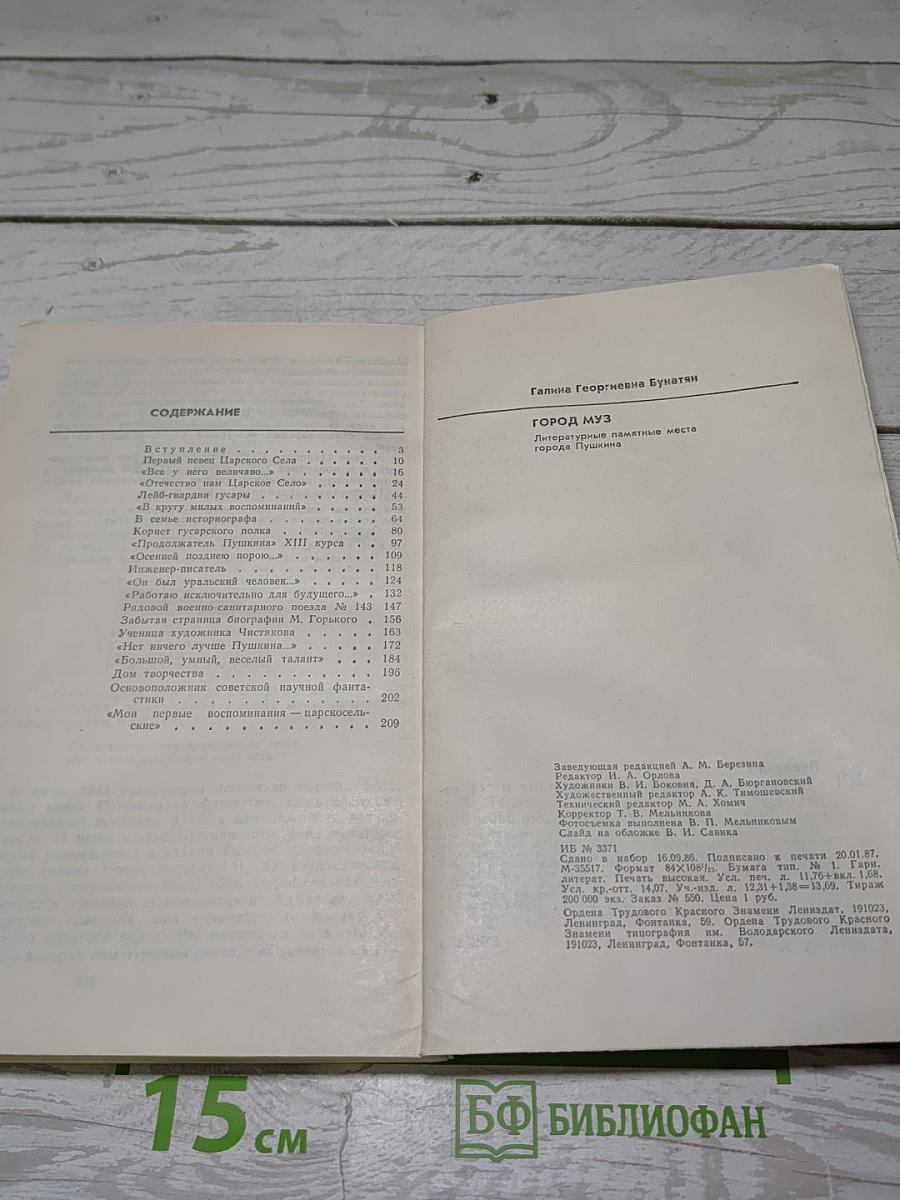 СОДЕРЖАНИЕ
Вступление . . . . . . . . . . . 3
Первый певец Царского Села . . . . . . 10
«Все у него величаво...» . . . . . . . 16
«Отечество нам Царское Село» . . . . . 24
Лейб-гвардии гусары . . . . . . . . 44
«В кругу милых воспоминаний» . . . . . 53
В семье историографа . . . . . . . . 64
Корнет гусарского полка . . . . . . . 80
«Продолжатель Пушкина» XIII курса . . 97
«Осенней позднею порою...» . . . . . . 109
Инженер-писатель . . . . . . . . . . 118
«Он был уральский человек...» . . . . . 124
«Работаю исключительно для будущего...» . 132
Рядовой военно-санитарного поезда № 143 147
Забытая страница биографии М. Горького . 156
Ученица художника Чистякова . . . . . 163
«Нет ничего лучше Пушкина...» . . . . . 172
«Большой, умный, веселый талант» . . . 184
Дом творчества . . . . . . . . . . . 196
Основоположник советской научной фанта-
стики . . . . . . . . . . . . . 202
«Мои первые воспоминания — царскосель-
ские» . . . . . . . . . . . . . 209
Галина Георгиевна Бунатян
ГОРОД МУЗ
Литературные памятные места
города Пушкина
Заведующая редакцией А. М. Березина
Редактор И. А. Орлова
Художники В. И. Боковня, Д. А. Бюргановский
Художественный редактор А. К. Тимошевский
Технический редактор М. А. Хомич
Корректор Т. В. Мельникова
Фотосъемка выполнена В. П. Мельниковым
Слайд на обложке В. И. Савика
ИБ № 3371
Сдано в набор 16.09.86. Подписано к печати 20.01.87.
М-35517. Формат 84×108¹/₃₂. Бумага тип. № 1. Гарн.
литерат. Печать высокая. Усл. печ. л. 11,76+вкл. 1,68.
Усл. кр.-отт. 14,07. Уч.-изд. л. 12,31+1,38=13,69. Тираж
200 000 экз. Заказ № 550. Цена 1 руб.
Ордена Трудового Красного Знамени Лениздат, 191023,
Ленинград, Фонтанка, 59. Ордена Трудового Красного
Знамени типография им. Володарского Лениздата,
191023, Ленинград, Фонтанка, 57.
15 см
БФ БИБЛИОФАН